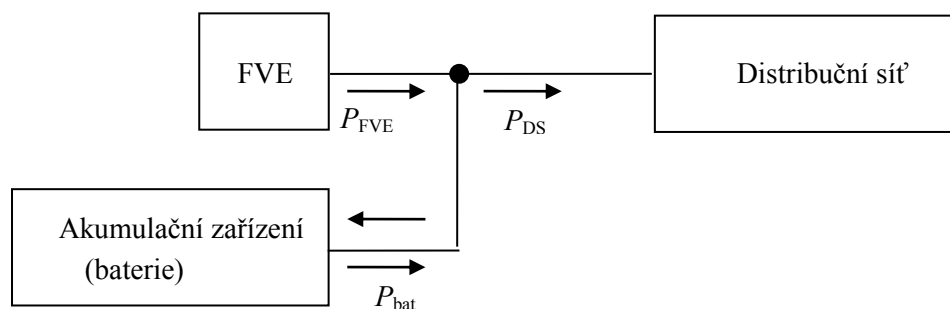 FVE
Distribuční síť
P_FVE
P_DS
Akumulační zařízení
(baterie)
P_bat